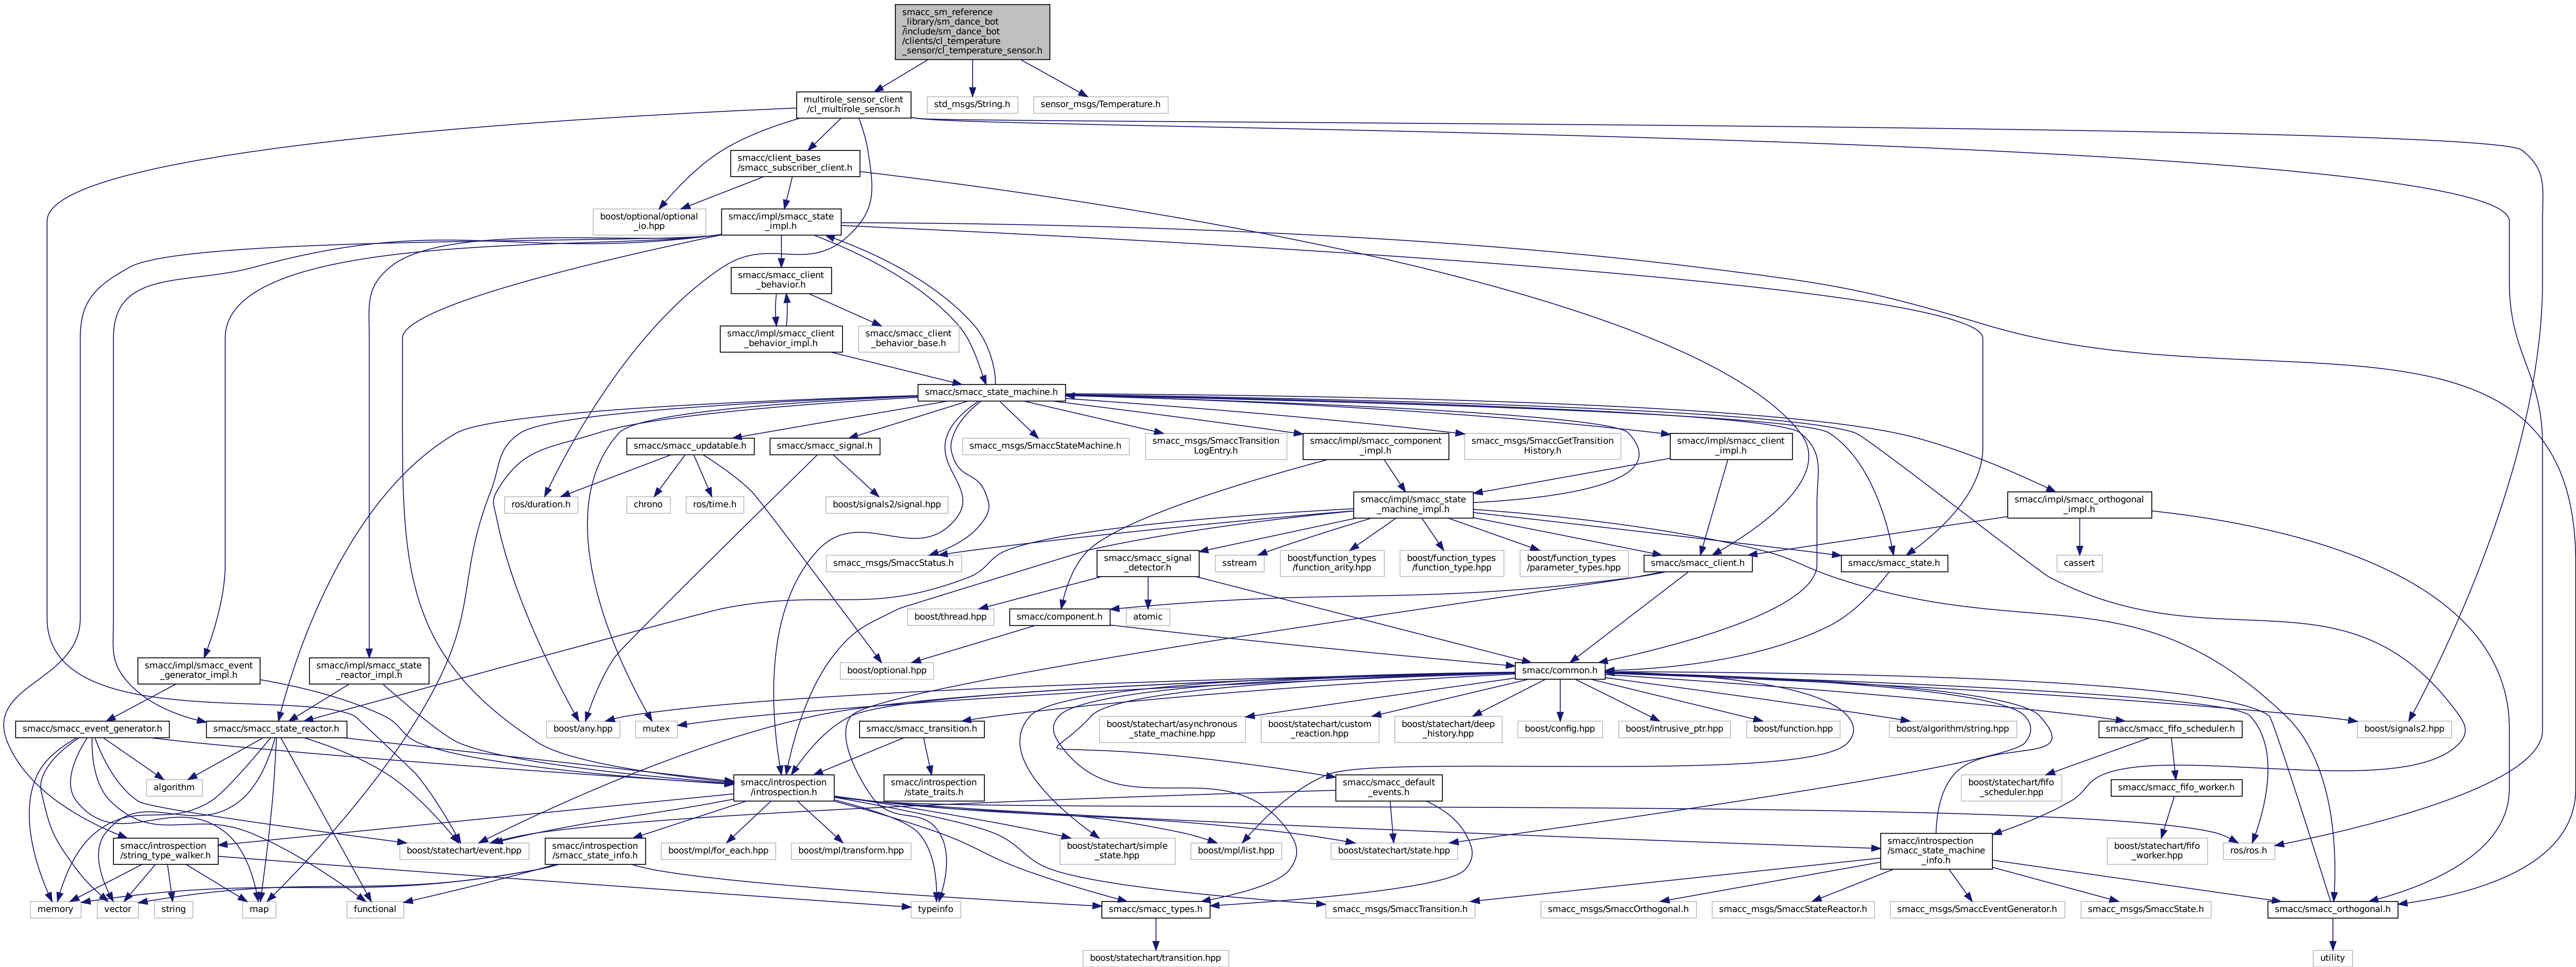 smacc_sm_reference
_library/sm_dance_bot
/include/sm_dance_bot
/clients/cl_temperature
_sensor/cl_temperature_sensor.h
multirole_sensor_client
/cl_multirole_sensor.h
std_msgs/String.h
sensor_msgs/Temperature.h
smacc/client_bases
/smacc_subscriber_client.h
boost/optional/optional
_io.hpp
smacc/impl/smacc_state
_impl.h
smacc/smacc_client
_behavior.h
smacc/impl/smacc_client
_behavior_impl.h
smacc/smacc_client
_behavior_base.h
smacc/smacc_state_machine.h
smacc/smacc_updatable.h
smacc/smacc_signal.h
smacc_msgs/SmaccStateMachine.h
smacc_msgs/SmaccTransition
LogEntry.h
smacc/impl/smacc_component
_impl.h
smacc_msgs/SmaccGetTransition
History.h
smacc/impl/smacc_client
_impl.h
ros/duration.h
chrono
ros/time.h
boost/signals2/signal.hpp
smacc/impl/smacc_state
_machine_impl.h
smacc/impl/smacc_orthogonal
_impl.h
smacc_msgs/SmaccStatus.h
smacc/smacc_signal
_detector.h
sstream
boost/function_types
/function_arity.hpp
boost/function_types
/function_type.hpp
boost/function_types
/parameter_types.hpp
smacc/smacc_client.h
smacc/smacc_state.h
cassert
boost/thread.hpp
smacc/component.h
atomic
smacc/impl/smacc_event
_generator_impl.h
smacc/impl/smacc_state
_reactor_impl.h
boost/optional.hpp
smacc/common.h
smacc/smacc_event_generator.h
smacc/smacc_state_reactor.h
boost/any.hpp
mutex
smacc/smacc_transition.h
boost/statechart/asynchronous
_state_machine.hpp
boost/statechart/custom
_reaction.hpp
boost/statechart/deep
_history.hpp
boost/config.hpp
boost/intrusive_ptr.hpp
boost/function.hpp
boost/algorithm/string.hpp
smacc/smacc_fifo_scheduler.h
boost/signals2.hpp
algorithm
smacc/introspection
/introspection.h
smacc/introspection
/state_traits.h
smacc/smacc_default
_events.h
boost/statechart/fifo
_scheduler.hpp
smacc/smacc_fifo_worker.h
smacc/introspection
/string_type_walker.h
boost/statechart/event.hpp
smacc/introspection
/smacc_state_info.h
boost/mpl/for_each.hpp
boost/mpl/transform.hpp
boost/statechart/simple
_state.hpp
boost/mpl/list.hpp
boost/statechart/state.hpp
smacc/introspection
/smacc_state_machine
_info.h
boost/statechart/fifo
_worker.hpp
ros/ros.h
memory
vector
string
map
functional
typeinfo
smacc/smacc_types.h
smacc_msgs/SmaccTransition.h
smacc_msgs/SmaccOrthogonal.h
smacc_msgs/SmaccStateReactor.h
smacc_msgs/SmaccEventGenerator.h
smacc_msgs/SmaccState.h
smacc/smacc_orthogonal.h
boost/statechart/transition.hpp
utility